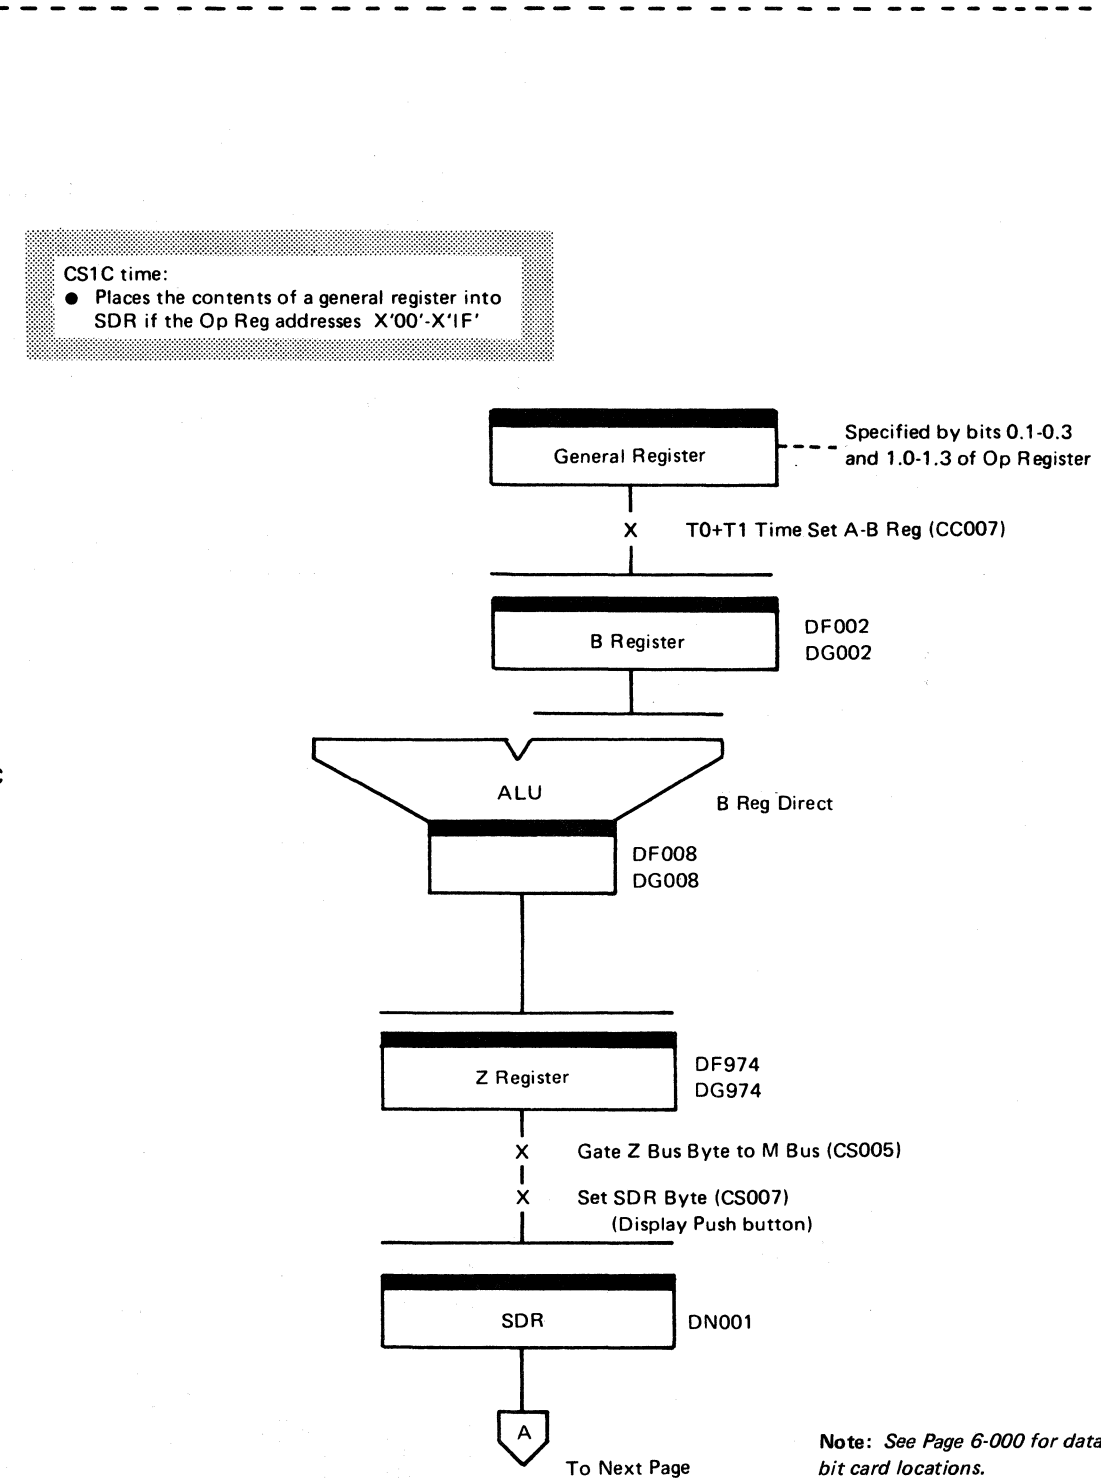 CS1C time:
● Places the contents of a general register into
SDR if the Op Reg addresses X'00'-X'IF'
General Register
Specified by bits 0.1-0.3
and 1.0-1.3 of Op Register
X T0+T1 Time Set A-B Reg (CC007)
B Register
DF002
DG002
ALU
B Reg Direct
DF008
DG008
Z Register
DF974
DG974
X Gate Z Bus Byte to M Bus (CS005)
X Set SDR Byte (CS007)
(Display Push button)
SDR
DN001
A
To Next Page
Note: See Page 6-000 for data
bit card locations.